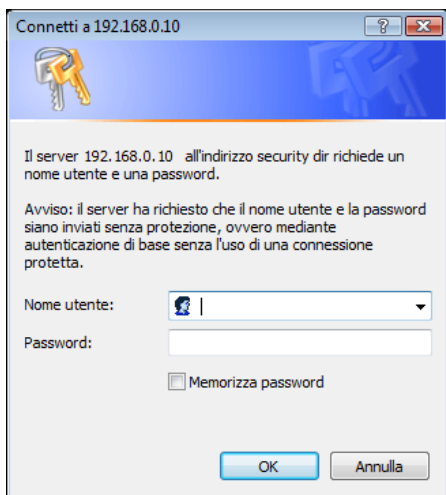 Connetti a 192.168.0.10
Il server 192.168.0.10 all'indirizzo security dir richiede un
nome utente e una password.
Avviso: il server ha richiesto che il nome utente e la password
siano inviati senza protezione, ovvero mediante
autenticazione di base senza l'uso di una connessione
protetta.
Nome utente:
Password:
Memorizza password
OK Annulla